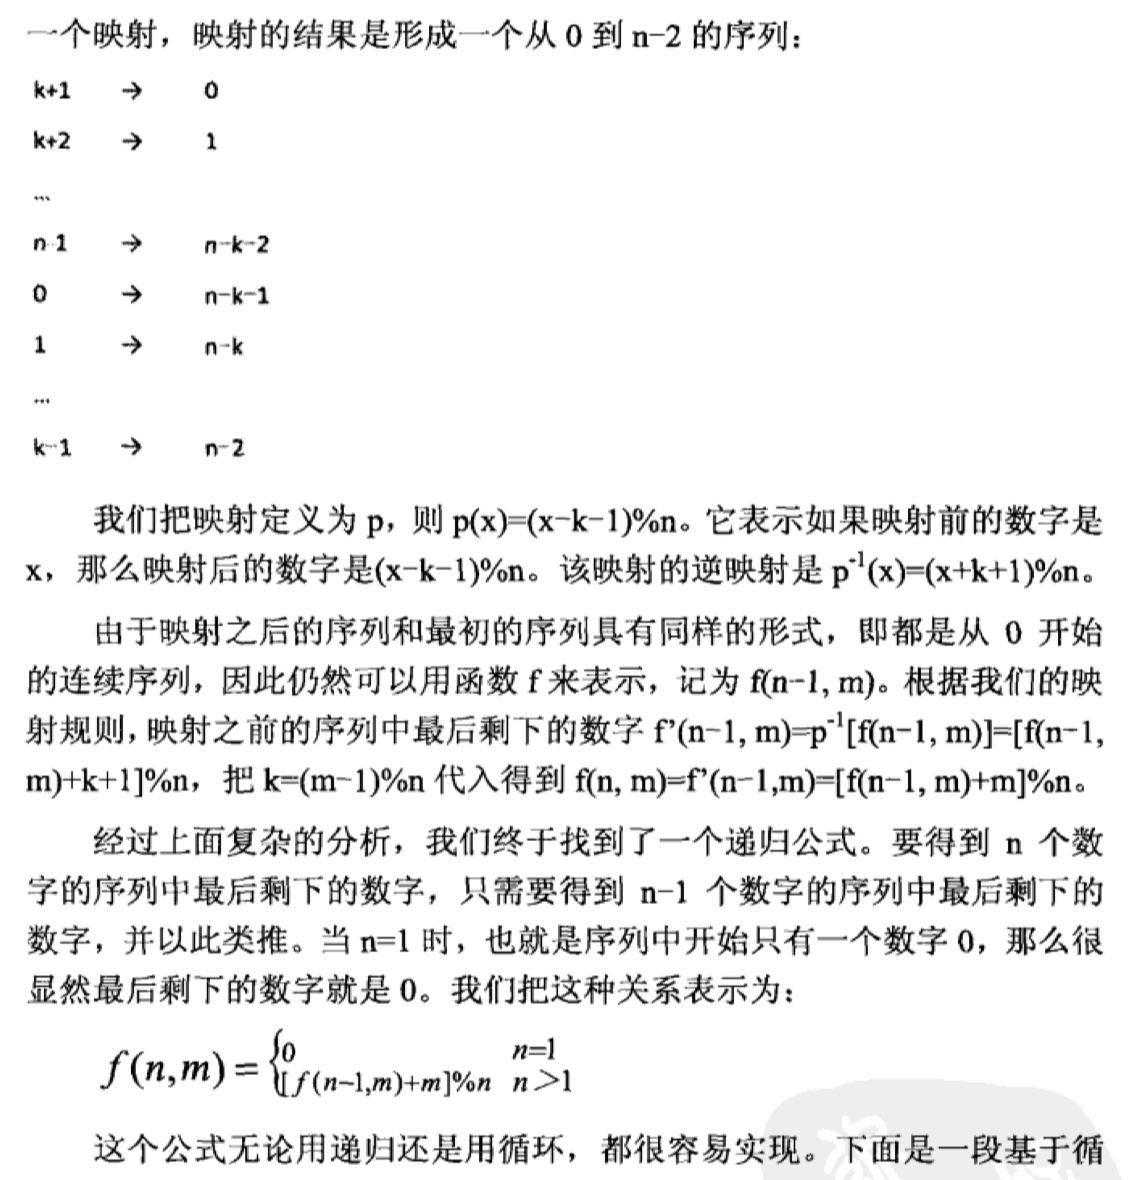 一个映射，映射的结果是形成一个从 0 到 n-2 的序列：
k+1 → 0
k+2 → 1
...
n-1 → n-k-2
0 → n-k-1
1 → n-k
...
k-1 → n-2
我们把映射定义为 p，则 p(x)=(x-k-1)%n。它表示如果映射前的数字是
x，那么映射后的数字是(x-k-1)%n。该映射的逆映射是 p⁻¹(x)=(x+k+1)%n。
由于映射之后的序列和最初的序列具有同样的形式，即都是从 0 开始
的连续序列，因此仍然可以用函数 f 来表示，记为 f(n-1, m)。根据我们的映
射规则，映射之前的序列中最后剩下的数字 f’(n-1, m)=p⁻¹[f(n-1, m)]=[f(n-1,
m)+k+1]%n，把 k=(m-1)%n 代入得到 f(n, m)=f’(n-1,m)=[f(n-1, m)+m]%n。
经过上面复杂的分析，我们终于找到了一个递归公式。要得到 n 个数
字的序列中最后剩下的数字，只需要得到 n-1 个数字的序列中最后剩下的
数字，并以此类推。当 n=1 时，也就是序列中开始只有一个数字 0，那么很
显然最后剩下的数字就是 0。我们把这种关系表示为：
f(n,m) = { 0 n=1
[f(n-1,m)+m]%n n>1
这个公式无论用递归还是用循环，都很容易实现。下面是一段基于循